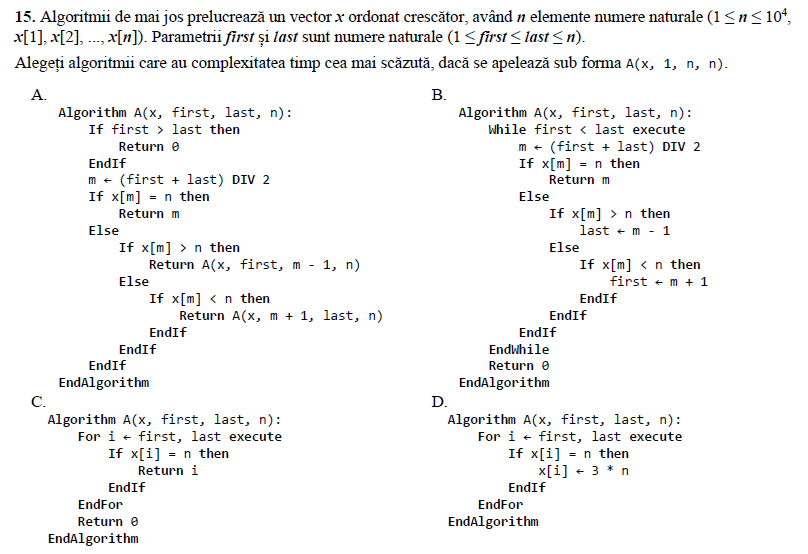 15. Algoritmii de mai jos prelucrează un vector x ordonat crescător, având n elemente numere naturale (1 ≤ n ≤ 10⁴,
x[1], x[2], ..., x[n]). Parametrii first și last sunt numere naturale (1 ≤ first ≤ last ≤ n).
Alegeți algoritmii care au complexitatea timp cea mai scăzută, dacă se apelează sub forma A(x, 1, n, n).
A.
Algorithm A(x, first, last, n):
If first > last then
Return 0
EndIf
m ← (first + last) DIV 2
If x[m] = n then
Return m
Else
If x[m] > n then
Return A(x, first, m - 1, n)
Else
If x[m] < n then
Return A(x, m + 1, last, n)
EndIf
EndIf
EndIf
EndAlgorithm
B.
Algorithm A(x, first, last, n):
While first < last execute
m ← (first + last) DIV 2
If x[m] = n then
Return m
Else
If x[m] > n then
last ← m - 1
Else
If x[m] < n then
first ← m + 1
EndIf
EndIf
EndIf
EndWhile
Return 0
EndAlgorithm
C.
Algorithm A(x, first, last, n):
For i ← first, last execute
If x[i] = n then
Return i
EndIf
EndFor
Return 0
EndAlgorithm
D.
Algorithm A(x, first, last, n):
For i ← first, last execute
If x[i] = n then
x[i] ← 3 * n
EndIf
EndFor
EndAlgorithm